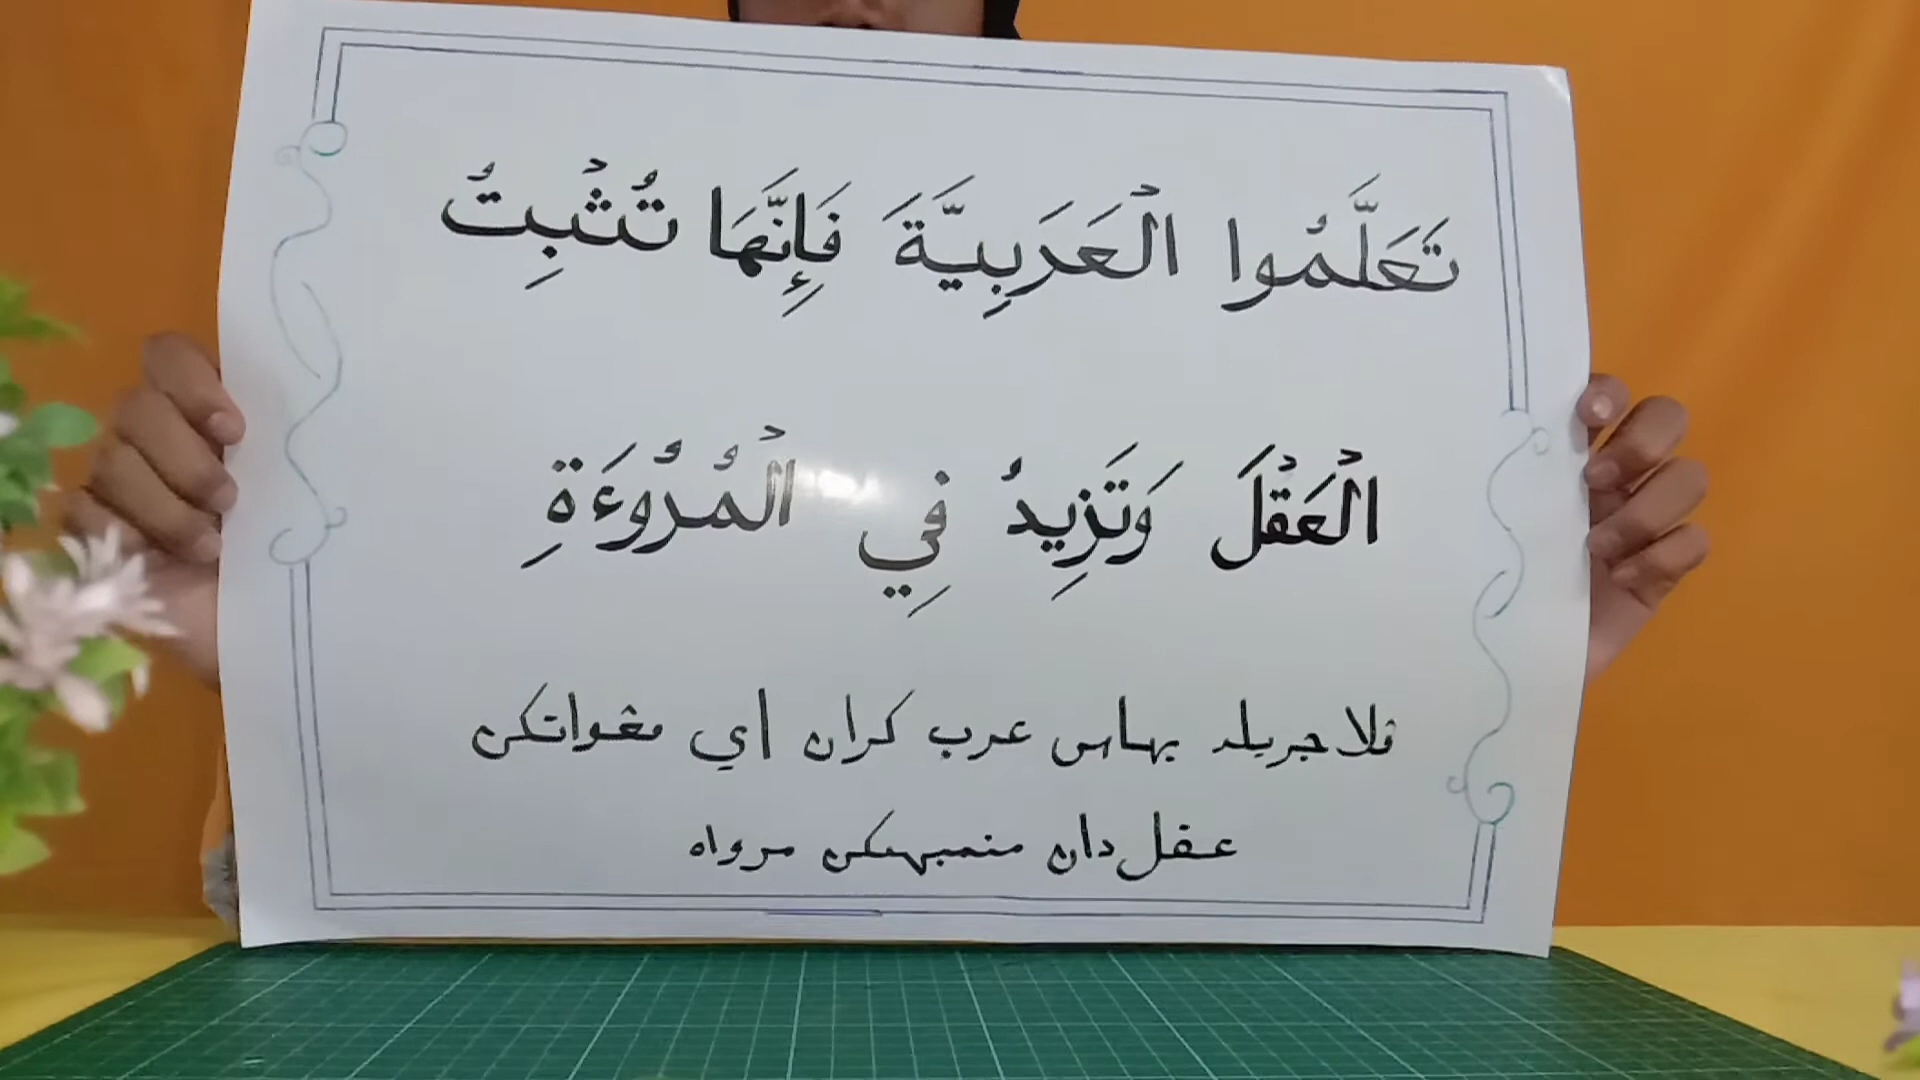 تَعَلَّمُوا الْعَرَبِيَّةَ فَإِنَّهَا تُثْبِتُ
الْعَقْلَ وَتَزِيدُ فِي الْمُرُوءَةِ
ڤلاجريله بهاس عرب كران اي مڠواتكن
عقل دان منمبهكن مرواه